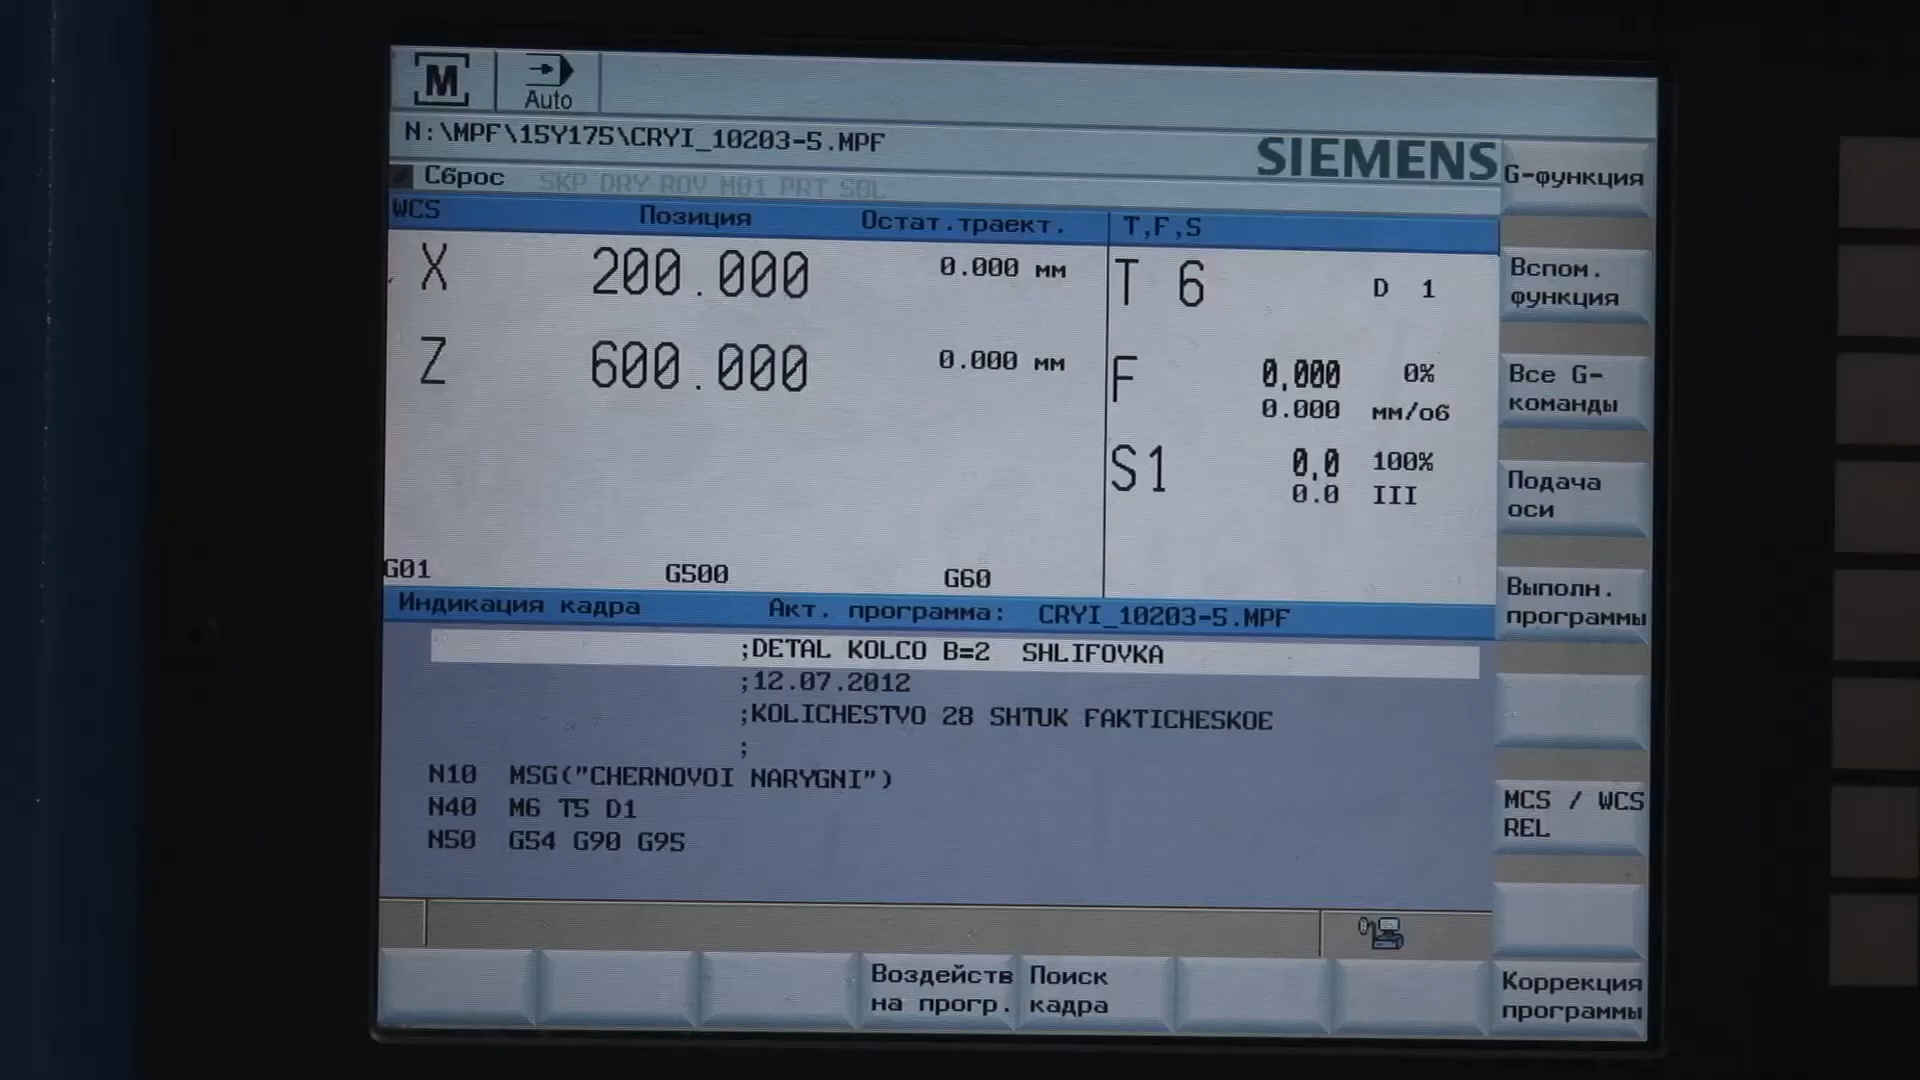 M
Auto
N:\MPF\15Y175\CRYI_10203-5.MPF
SIEMENS
Сброс SKP DRY ROV M01 PRT SBL
WCS Позиция Остат.траект. T,F,S
X 200.000 0.000 мм T 6 D 1
Z 600.000 0.000 мм F 0,000 0%
0.000 мм/об
S1 0,0 100%
0.0 III
G01 G500 G60
Индикация кадра Акт. программа: CRYI_10203-5.MPF
;DETAL KOLCO B=2 SHLIFOVKA
;12.07.2012
;KOLICHESTVO 28 SHTUK FAKTICHESKOE
;
N10 MSG("CHERNOVOI NARYGNI")
N40 M6 T5 D1
N50 G54 G90 G95
G-функция
Вспом.
функция
Все G-
команды
Подача
оси
Выполн.
программы
MCS / WCS
REL
Коррекция
программы
Воздейств
на прогр.
Поиск
кадра